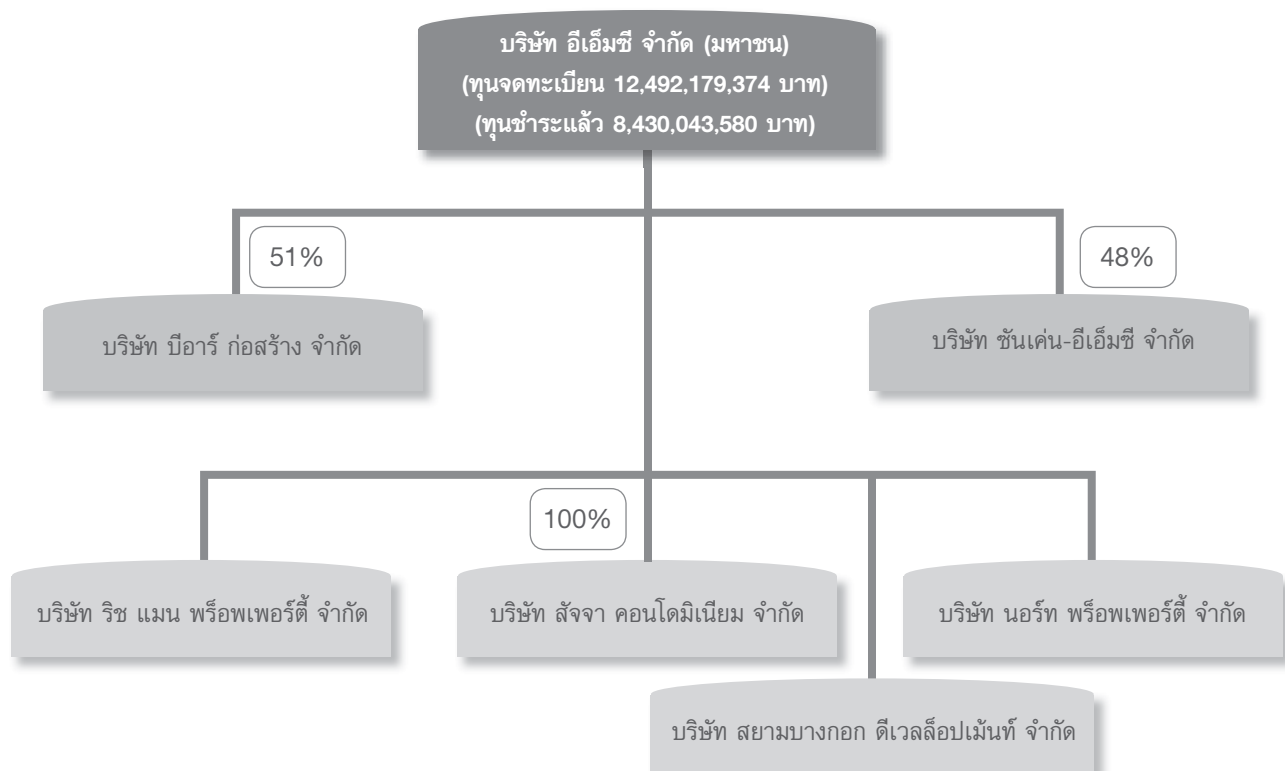 บริษัท อีเอ็มซี จำกัด (มหาชน)
(ทุนจดทะเบียน 12,492,179,374 บาท)
(ทุนชำระแล้ว 8,430,043,580 บาท)
51%
48%
บริษัท บีอาร์ ก่อสร้าง จำกัด
บริษัท ซันเค่น-อีเอ็มซี จำกัด
100%
บริษัท ริช แมน พร็อพเพอร์ตี้ จำกัด
บริษัท สัจจา คอนโดมิเนียม จำกัด
บริษัท นอร์ท พร็อพเพอร์ตี้ จำกัด
บริษัท สยามบางกอก ดีเวลล็อปเม้นท์ จำกัด